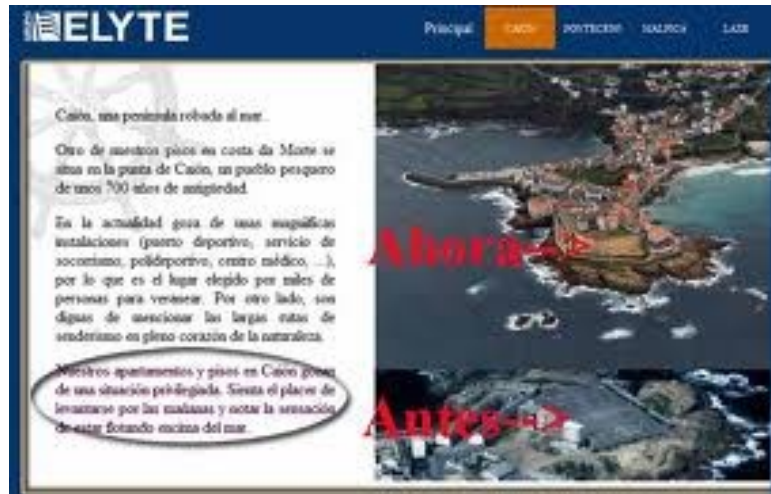 ELYTE
Principal CAIÓN PONTECESO MALPICA LAXE
Caión, una península robada al mar...
Otro de nuestros pisos en costa da Morte se
situa en la punta de Caión, un pueblo pesquero
de unos 700 años de antigüedad.
En la actualidad goza de unas magníficas
instalaciones (puerto deportivo, servicio de
socorrismo, polideportivo, centro médico, ...),
por lo que es el lugar elegido por miles de
personas para veranear. Por otro lado, son
dignas de mencionar las largas rutas de
senderismo en pleno corazón de la naturaleza.
Nuestros apartamentos y pisos en Caión gozan
de una situación privilegiada. Sienta el placer de
levantarse por las mañanas y notar la sensación
de estar flotando encima del mar.
Ahora-->
Antes-->